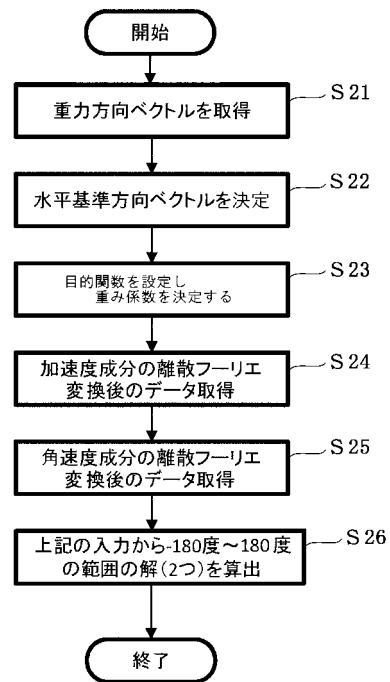 開始
重力方向ベクトルを取得
S21
水平基準方向ベクトルを決定
S22
目的関数を設定し
重み係数を決定する
S23
加速度成分の離散フーリエ
変換後のデータ取得
S24
角速度成分の離散フーリエ
変換後のデータ取得
S25
上記の入力から-180度～180度
の範囲の解(2つ)を算出
S26
終了